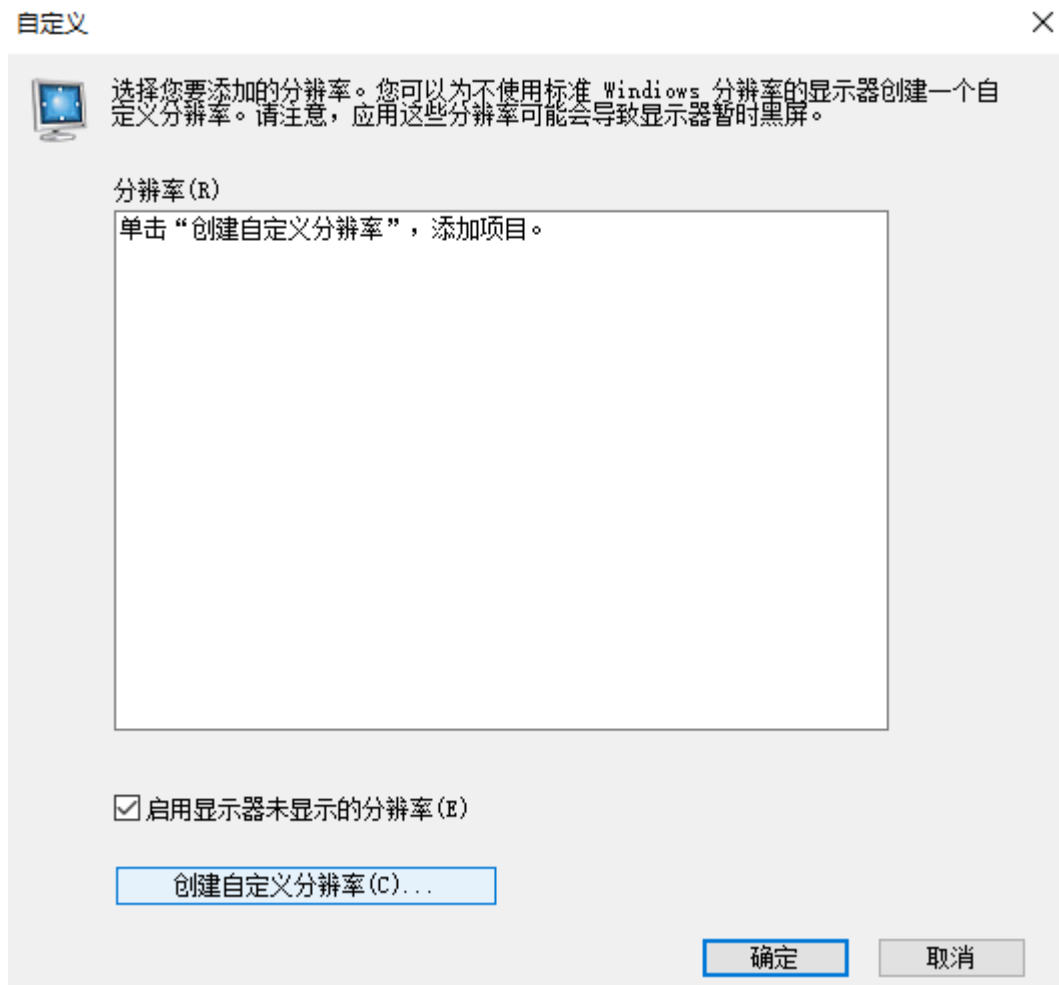 自定义
选择您要添加的分辨率。您可以为不使用标准 Windiows 分辨率的显示器创建一个自
定义分辨率。请注意，应用这些分辨率可能会导致显示器暂时黑屏。
分辨率(R)
单击“创建自定义分辨率”，添加项目。
启用显示器未显示的分辨率(E)
创建自定义分辨率(C)...
确定
取消